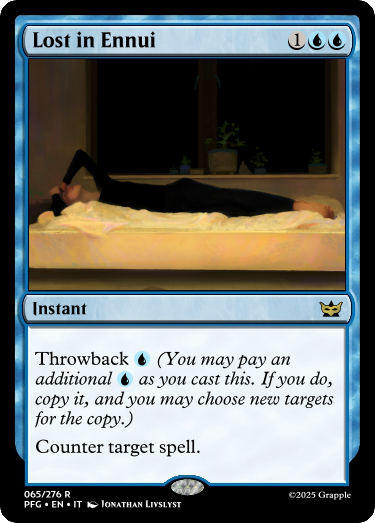 Lost in Ennui 1
Instant
Throwback (You may pay an
additional as you cast this. If you do,
copy it, and you may choose new targets
for the copy.)
Counter target spell.
065/276 R
PFG • EN • IT Jonathan Livslyst
©2025 Grapple